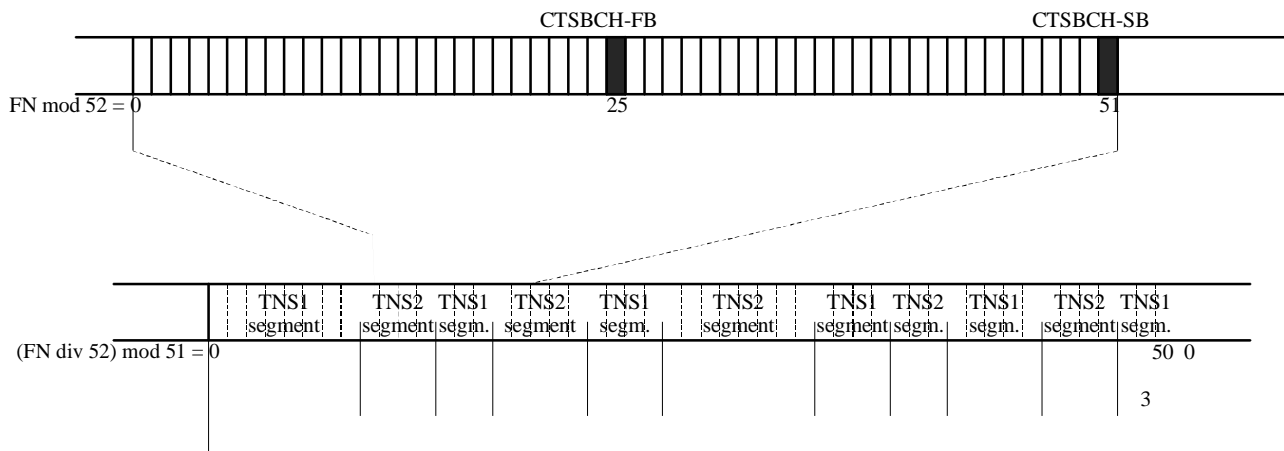 CTSBCH-FB CTSBCH-SB
FN mod 52 = 0 25 51
TNS1 TNS2 TNS1 TNS2 TNS1 TNS2 TNS1 TNS2 TNS1 TNS2 TNS1
segment segment segm. segment segm. segment segment segm. segm. segment segm.
(FN div 52) mod 51 = 0 50 0
3